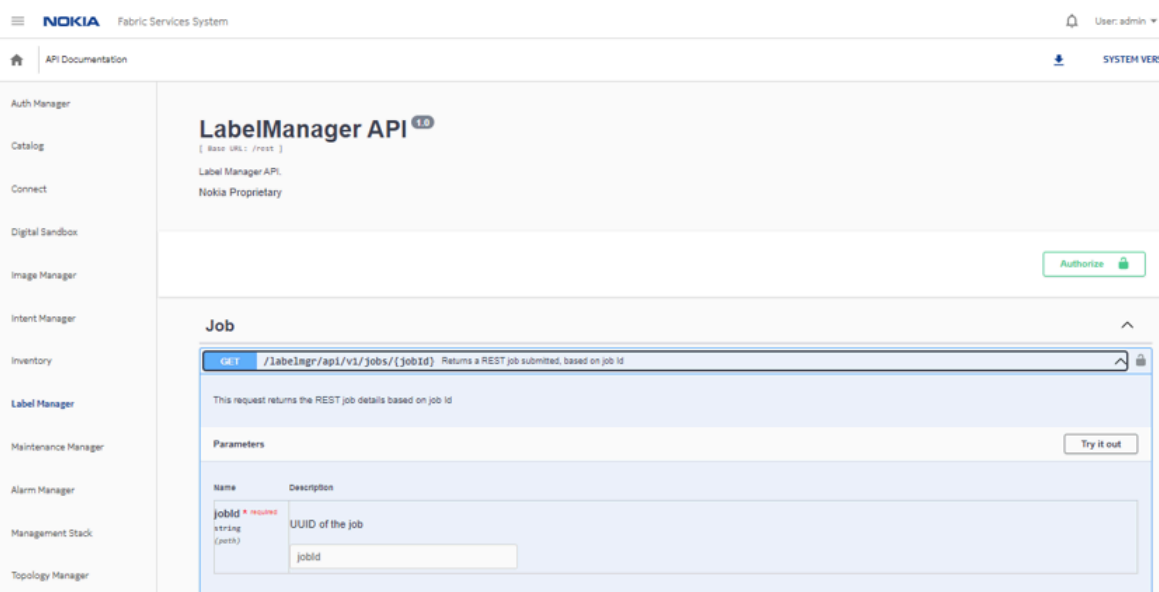 NOKIA Fabric Services System User: admin
API Documentation SYSTEM VERS
Auth Manager
Catalog
Connect
Digital Sandbox
Image Manager
Intent Manager
Inventory
Label Manager
Maintenance Manager
Alarm Manager
Management Stack
Topology Manager
LabelManager API 1.0
[ Base URL: /rest ]
Label Manager API.
Nokia Proprietary
Authorize
Job
GET /labelmgr/api/v1/jobs/{jobId} Returns a REST job submitted, based on job Id
This request returns the REST job details based on job Id
Parameters Try it out
Name Description
jobId * required
string
(path)
UUID of the job
jobId